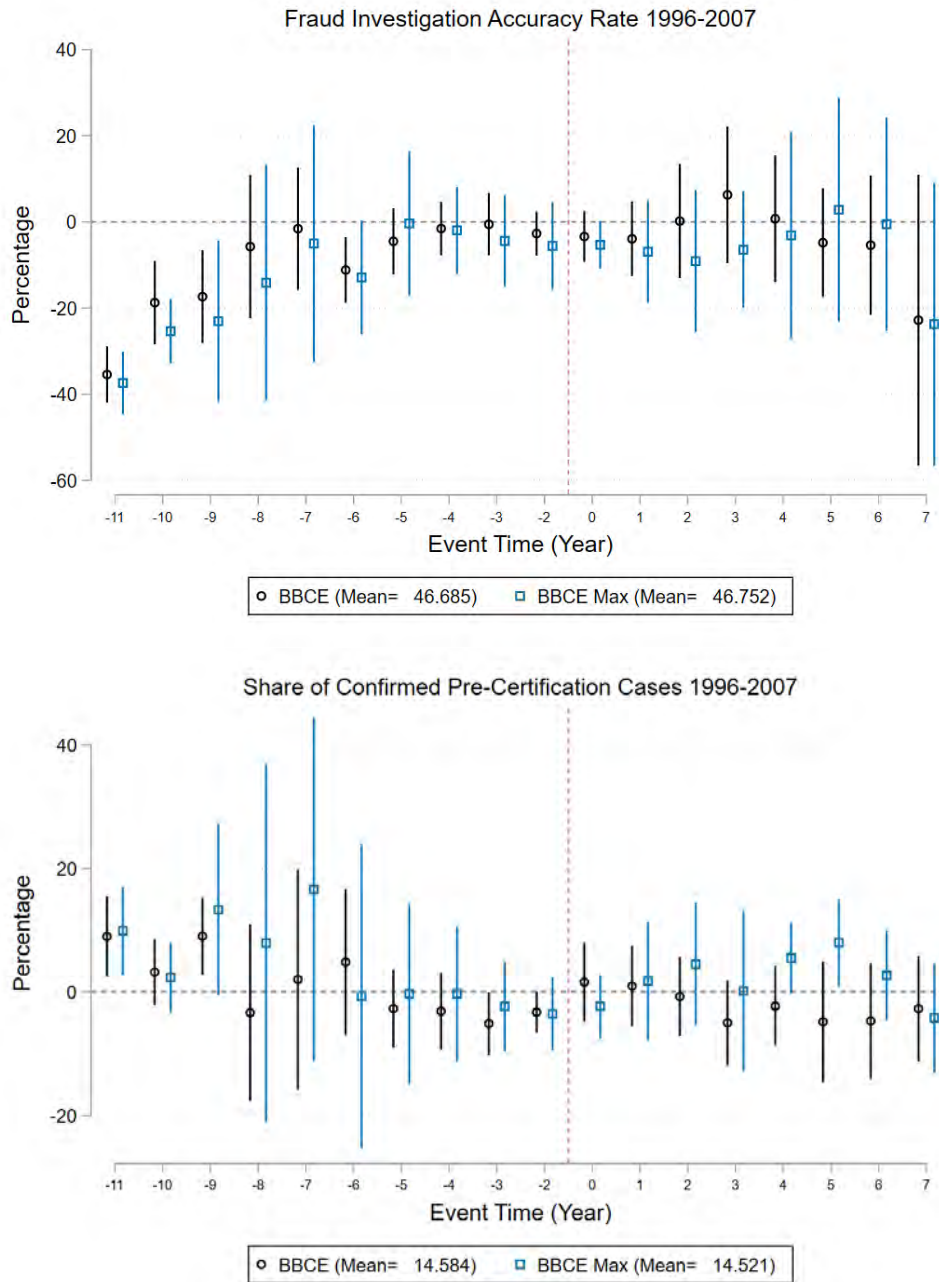 Fraud Investigation Accuracy Rate 1996-2007
40
20
0
-20
-40
-60
Percentage
-11 -10 -9 -8 -7 -6 -5 -4 -3 -2 0 1 2 3 4 5 6 7
Event Time (Year)
BBCE (Mean= 46.685) BBCE Max (Mean= 46.752)
Share of Confirmed Pre-Certification Cases 1996-2007
40
20
0
-20
Percentage
-11 -10 -9 -8 -7 -6 -5 -4 -3 -2 0 1 2 3 4 5 6 7
Event Time (Year)
BBCE (Mean= 14.584) BBCE Max (Mean= 14.521)